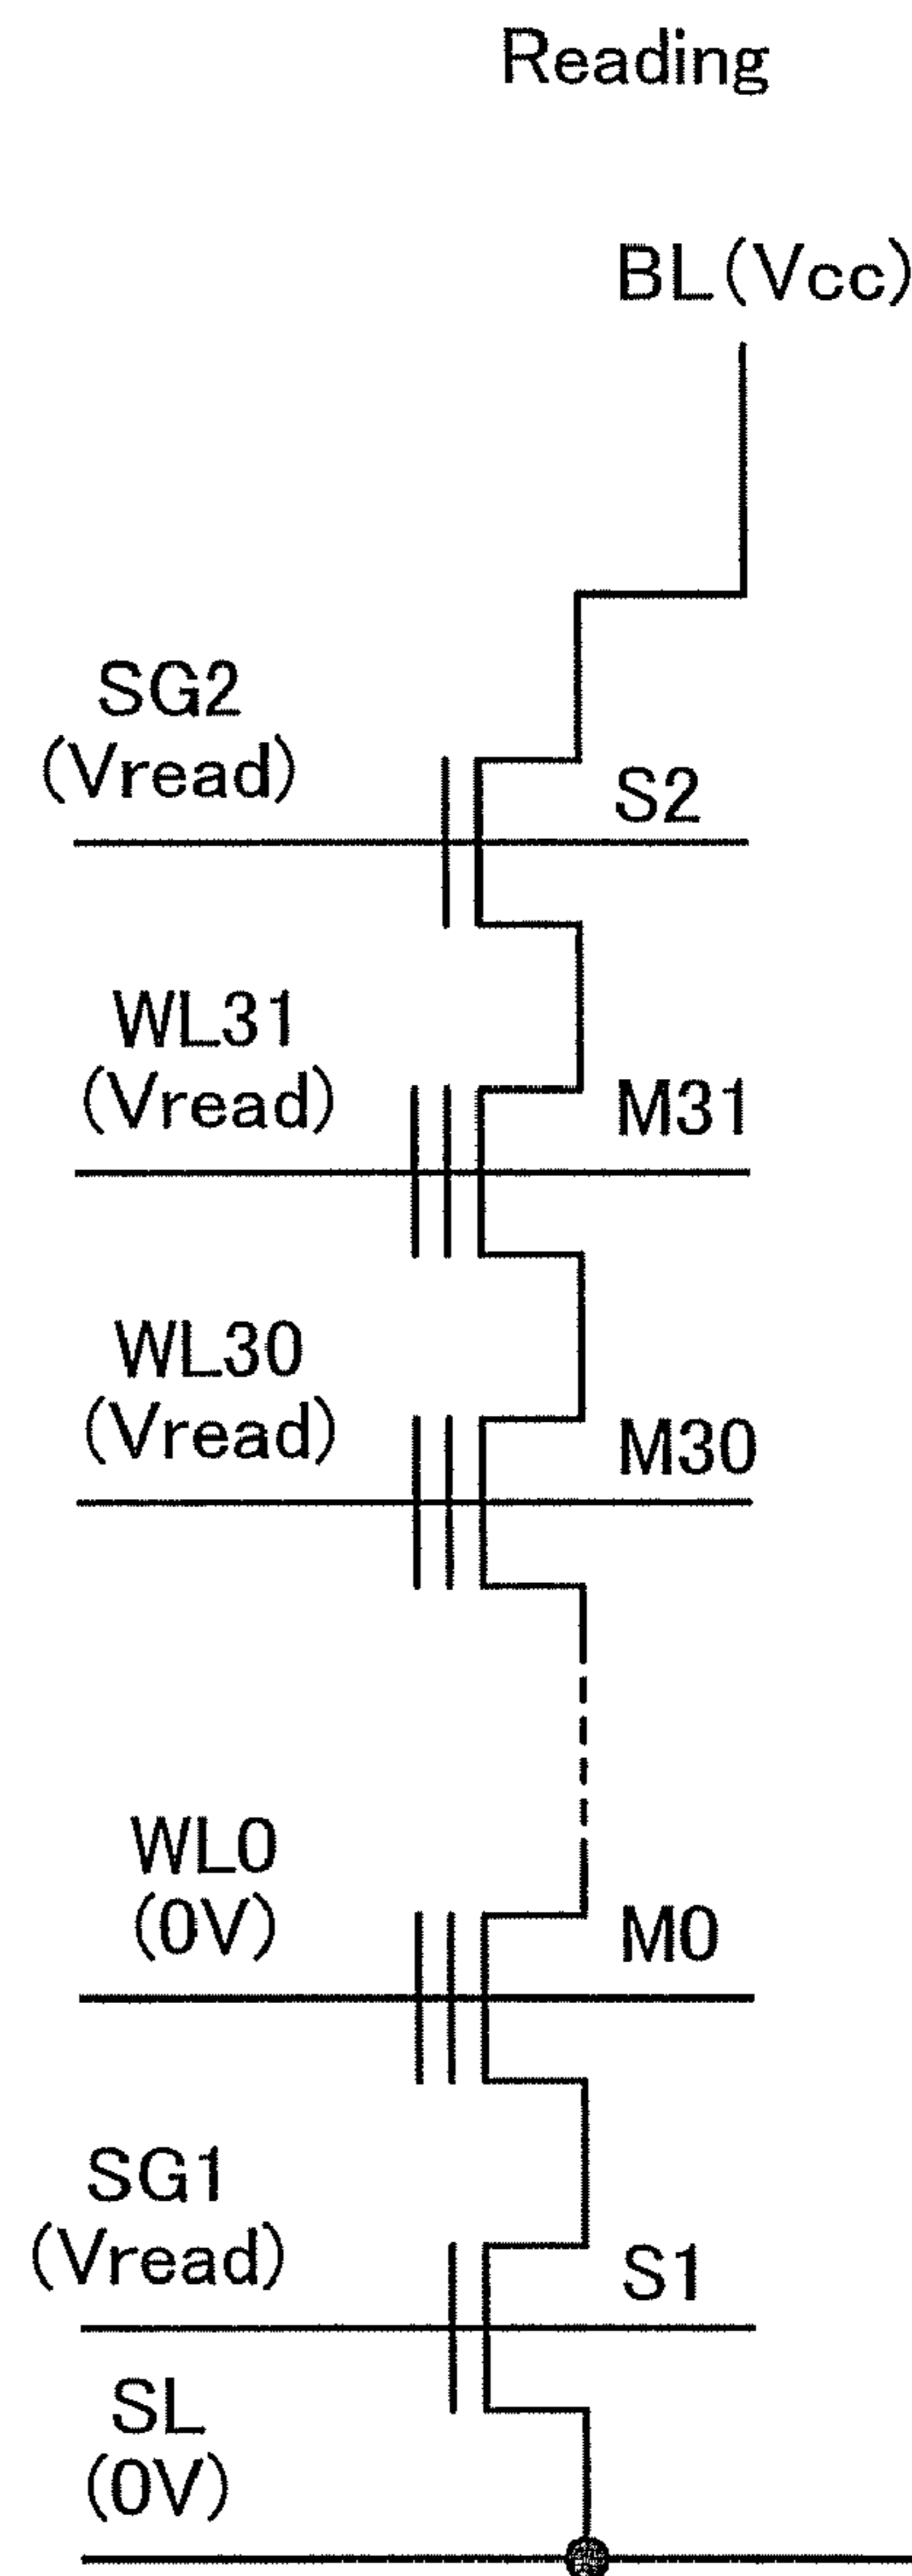 Reading
BL(Vcc)
SG2
(Vread)
S2
WL31
(Vread)
M31
WL30
(Vread)
M30
WL0
(0V)
M0
SG1
(Vread)
S1
SL
(0V)